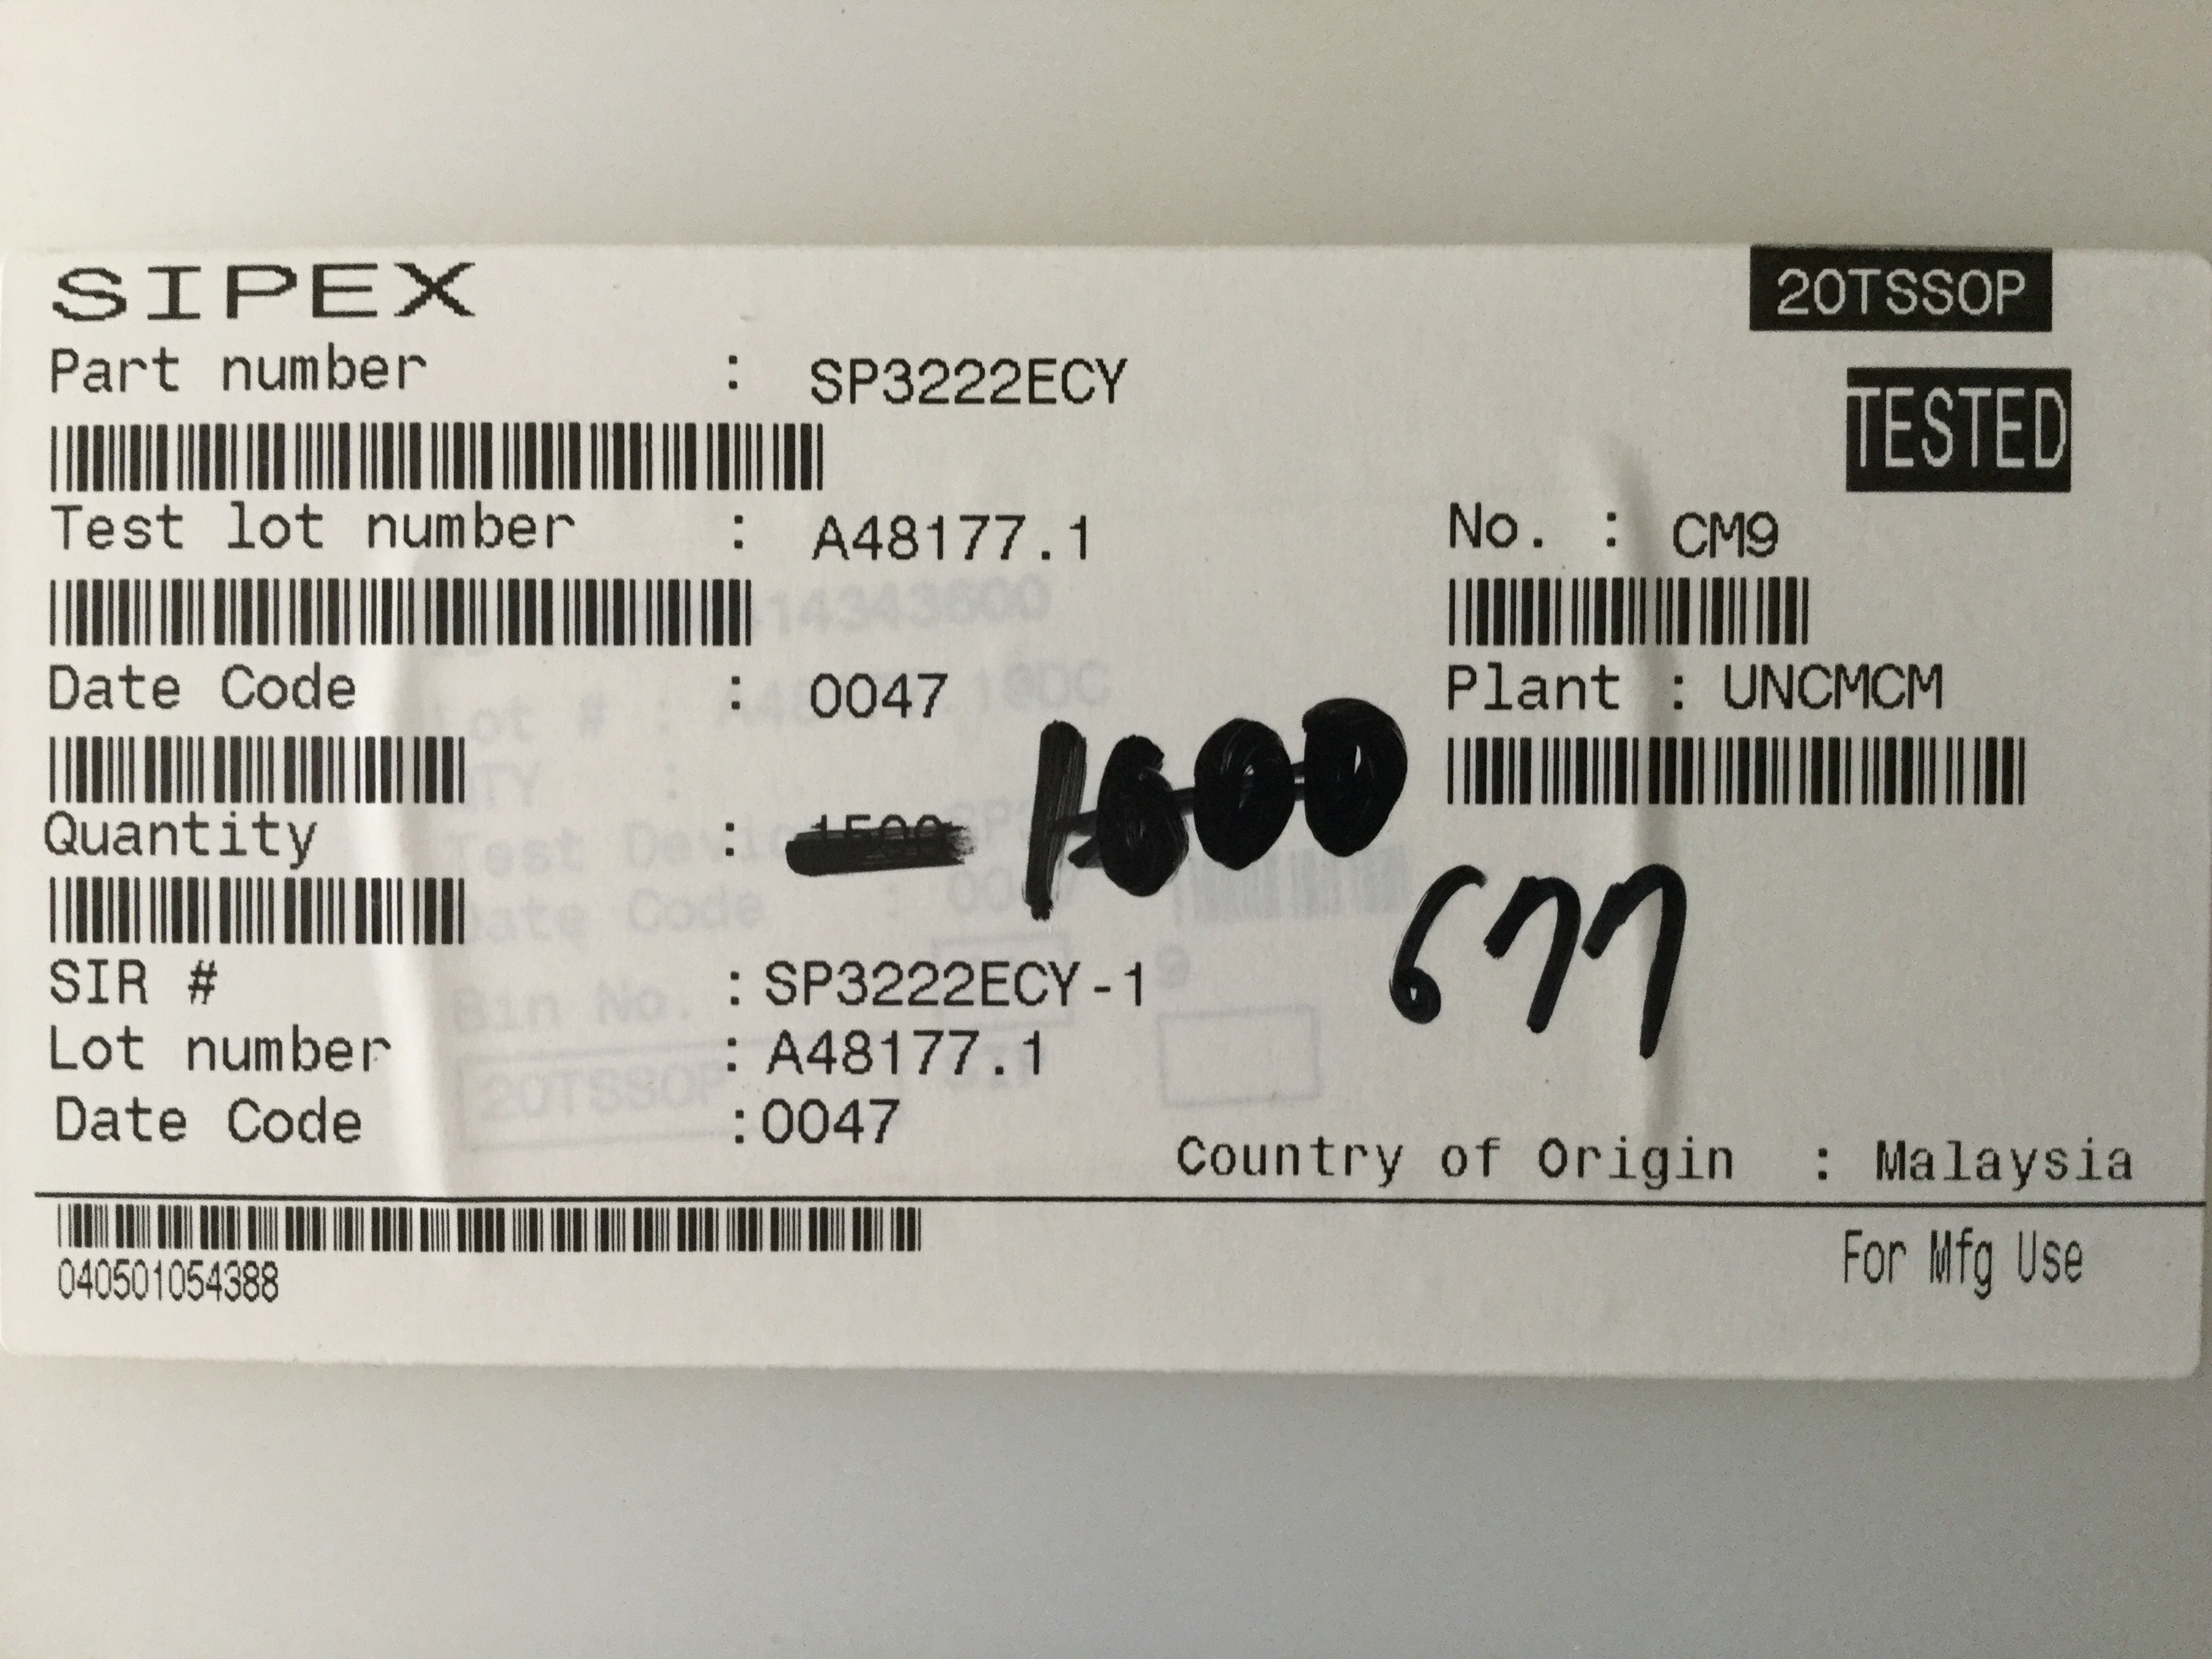 SIPEX
20TSSOP
Part number : SP3222ECY
TESTED
Test lot number : A48177.1
No. : CM9
Date Code : 0047
Plant : UNCMCM
Quantity : 1500
677
SIR # : SP3222ECY-1
Lot number : A48177.1
Date Code :0047
Country of Origin : Malaysia
040501054388
For Mfg Use